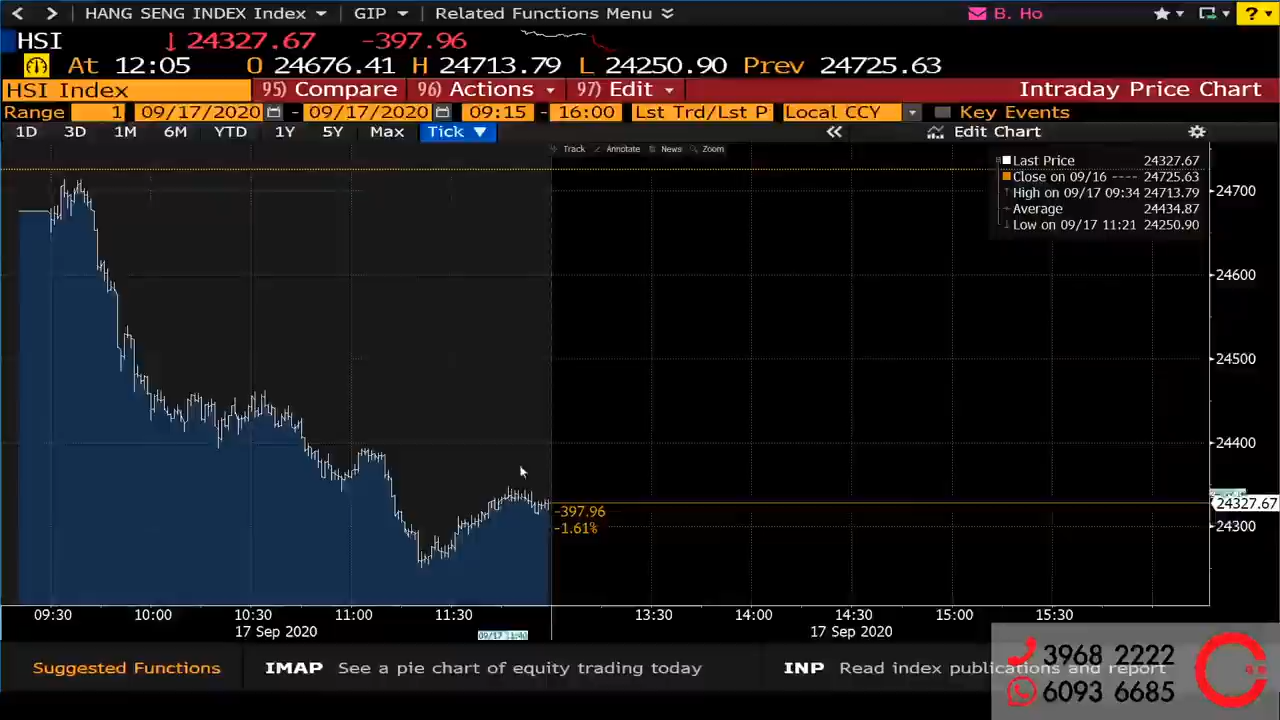 HANG SENG INDEX Index GIP Related Functions Menu B. Ho ?
HSI 24327.67 -397.96
At 12:05 O 24676.41 H 24713.79 L 24250.90 Prev 24725.63
HSI Index 95) Compare 96) Actions 97) Edit Intraday Price Chart
Range 1 09/17/2020 - 09/17/2020 09:15 - 16:00 Lst Trd/Lst P Local CCY Key Events
1D 3D 1M 6M YTD 1Y 5Y Max Tick Edit Chart
Track Annotate News Zoom
Last Price 24327.67
Close on 09/16 ---- 24725.63
High on 09/17 09:34 24713.79
Average 24434.87
Low on 09/17 11:21 24250.90
24700
24600
24500
24400
24327.67
24300
-397.96
-1.61%
09:30 10:00 10:30 11:00 11:30 13:30 14:00 14:30 15:00 15:30
17 Sep 2020 17 Sep 2020
09/17 11:40
Suggested Functions IMAP See a pie chart of equity trading today INP Read index publications and report
3968 2222
6093 6685